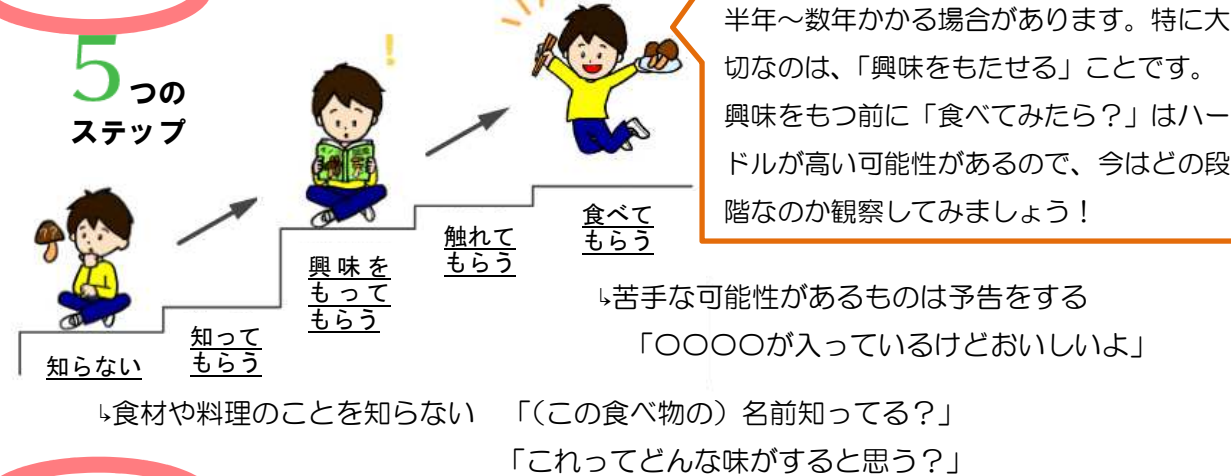 5つの
ステップ
半年～数年かかる場合があります。特に大
切なのは、「興味をもたせる」ことです。
興味をもつ前に「食べてみたら？」はハー
ドルが高い可能性があるので、今はどの段
階なのか観察してみましょう！
知らない
知って
もらう
興味を
もって
もらう
触れて
もらう
食べて
もらう
↳苦手な可能性があるものは予告をする
「〇〇〇〇が入っているけどおいしいよ」
↳食材や料理のことを知らない　「（この食べ物の）名前知ってる？」
「これってどんな味がすると思う？」